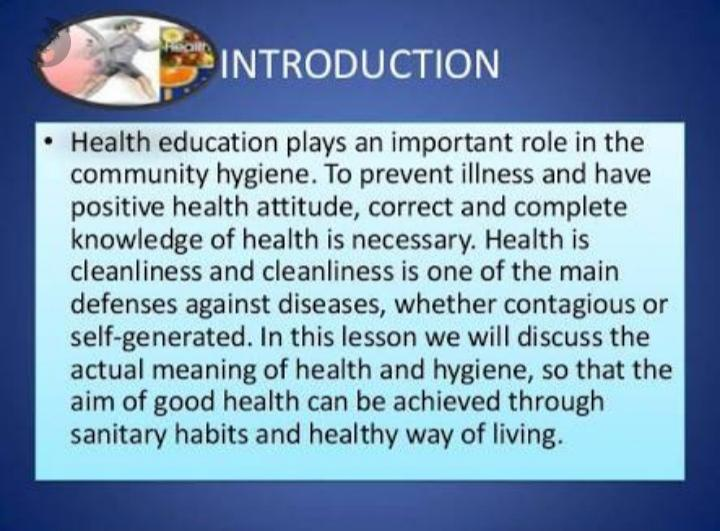 Health
INTRODUCTION
• Health education plays an important role in the
community hygiene. To prevent illness and have
positive health attitude, correct and complete
knowledge of health is necessary. Health is
cleanliness and cleanliness is one of the main
defenses against diseases, whether contagious or
self-generated. In this lesson we will discuss the
actual meaning of health and hygiene, so that the
aim of good health can be achieved through
sanitary habits and healthy way of living.